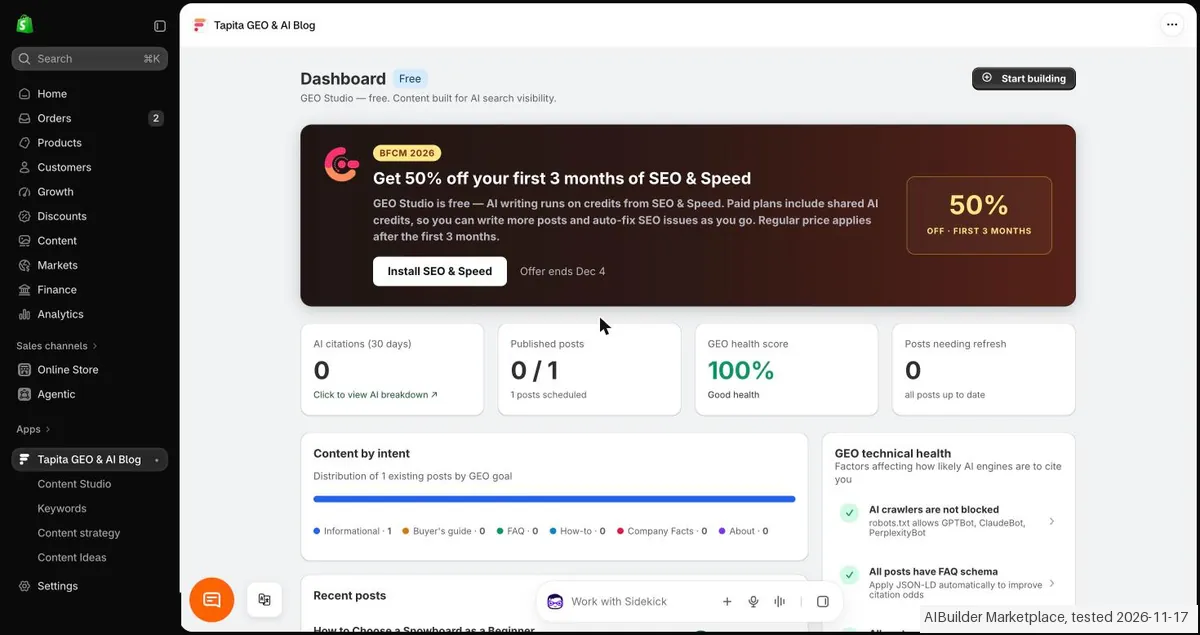 Tapita GEO & AI Blog
Search ⌘K
Home
Orders 2
Products
Customers
Growth
Discounts
Content
Markets
Finance
Analytics
Sales channels
Online Store
Agentic
Apps
Tapita GEO & AI Blog
Content Studio
Keywords
Content strategy
Content Ideas
Settings
Dashboard Free
Start building
GEO Studio — free. Content built for AI search visibility.
BFCM 2026
Get 50% off your first 3 months of SEO & Speed
GEO Studio is free — AI writing runs on credits from SEO & Speed. Paid plans include shared AI
credits, so you can write more posts and auto-fix SEO issues as you go. Regular price applies
after the first 3 months.
Install SEO & Speed
Offer ends Dec 4
50%
OFF · FIRST 3 MONTHS
AI citations (30 days)
0
Click to view AI breakdown ↗
Published posts
0 / 1
1 posts scheduled
GEO health score
100%
Good health
Posts needing refresh
0
all posts up to date
Content by intent
Distribution of 1 existing posts by GEO goal
Informational · 1 Buyer's guide · 0 FAQ · 0 How-to · 0 Company Facts · 0 About · 0
GEO technical health
Factors affecting how likely AI engines are to cite
you
AI crawlers are not blocked
robots.txt allows GPTBot, ClaudeBot,
PerplexityBot
All posts have FAQ schema
Apply JSON-LD automatically to improve
citation odds
Recent posts
How to Choose a Snowboard as a Beginner
Work with Sidekick
AIBuilder Marketplace, tested 2026-11-17